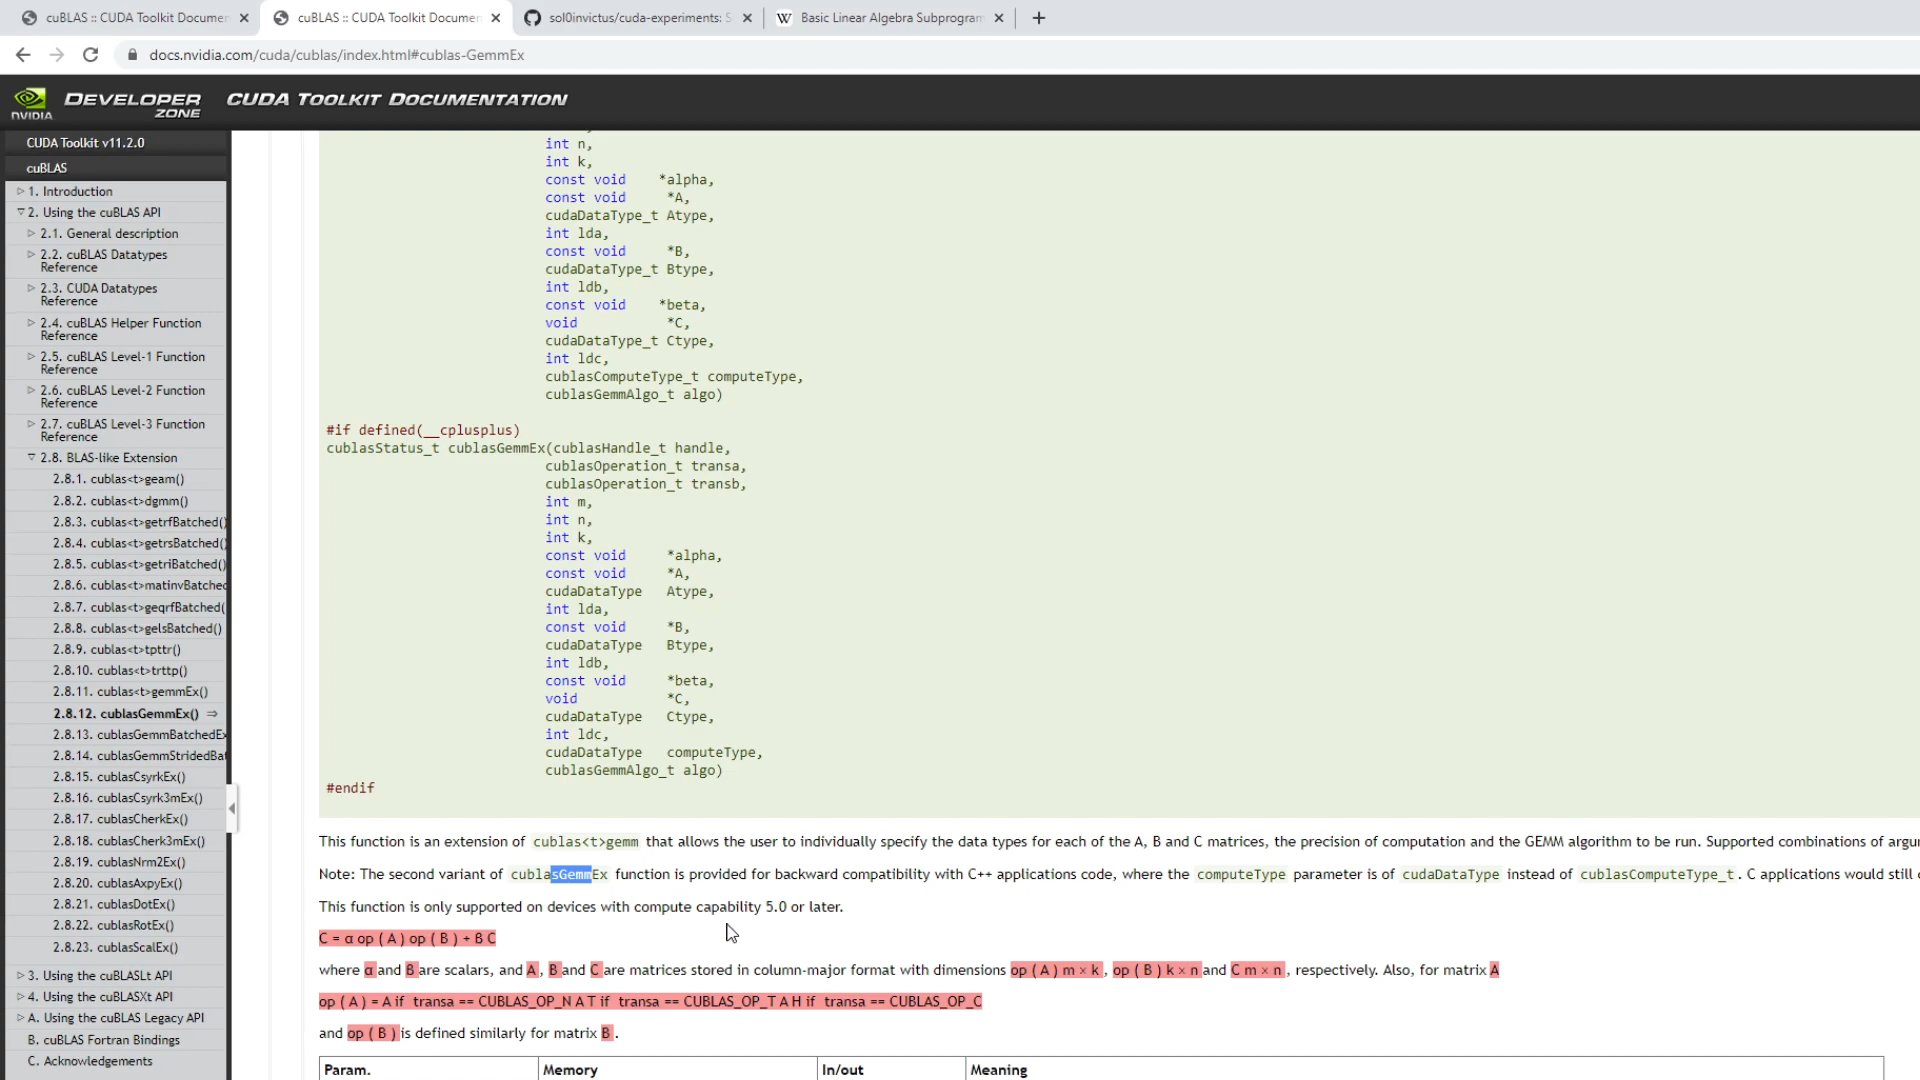 cuBLAS :: CUDA Toolkit Documen
cuBLAS :: CUDA Toolkit Documen
sol0invictus/cuda-experiments: S
Basic Linear Algebra Subprogram
docs.nvidia.com/cuda/cublas/index.html#cublas-GemmEx
NVIDIA
DEVELOPER ZONE
CUDA TOOLKIT DOCUMENTATION
CUDA Toolkit v11.2.0
cuBLAS
1. Introduction
2. Using the cuBLAS API
2.1. General description
2.2. cuBLAS Datatypes
Reference
2.3. CUDA Datatypes
Reference
2.4. cuBLAS Helper Function
Reference
2.5. cuBLAS Level-1 Function
Reference
2.6. cuBLAS Level-2 Function
Reference
2.7. cuBLAS Level-3 Function
Reference
2.8. BLAS-like Extension
2.8.1. cublas<t>geam()
2.8.2. cublas<t>dgmm()
2.8.3. cublas<t>getrfBatched()
2.8.4. cublas<t>getrsBatched()
2.8.5. cublas<t>getriBatched()
2.8.6. cublas<t>matinvBatched
2.8.7. cublas<t>geqrfBatched(
2.8.8. cublas<t>gelsBatched()
2.8.9. cublas<t>tpttr()
2.8.10. cublas<t>trttp()
2.8.11. cublas<t>gemmEx()
2.8.12. cublasGemmEx() ⇒
2.8.13. cublasGemmBatchedEx
2.8.14. cublasGemmStridedBat
2.8.15. cublasCsyrkEx()
2.8.16. cublasCsyrk3mEx()
2.8.17. cublasCherkEx()
2.8.18. cublasCherk3mEx()
2.8.19. cublasNrm2Ex()
2.8.20. cublasAxpyEx()
2.8.21. cublasDotEx()
2.8.22. cublasRotEx()
2.8.23. cublasScalEx()
3. Using the cuBLASLt API
4. Using the cuBLASXt API
A. Using the cuBLAS Legacy API
B. cuBLAS Fortran Bindings
C. Acknowledgements
int n,
int k,
const void    *alpha,
const void     *A,
cudaDataType_t Atype,
int lda,
const void     *B,
cudaDataType_t Btype,
int ldb,
const void    *beta,
void           *C,
cudaDataType_t Ctype,
int ldc,
cublasComputeType_t computeType,
cublasGemmAlgo_t algo)
#if defined(__cplusplus)
cublasStatus_t cublasGemmEx(cublasHandle_t handle,
cublasOperation_t transa,
cublasOperation_t transb,
int m,
int n,
int k,
const void     *alpha,
const void     *A,
cudaDataType   Atype,
int lda,
const void     *B,
cudaDataType   Btype,
int ldb,
const void     *beta,
void           *C,
cudaDataType   Ctype,
int ldc,
cudaDataType   computeType,
cublasGemmAlgo_t algo)
#endif
This function is an extension of cublas<t>gemm that allows the user to individually specify the data types for each of the A, B and C matrices, the precision of computation and the GEMM algorithm to be run. Supported combinations of argu
Note: The second variant of cublasGemmEx function is provided for backward compatibility with C++ applications code, where the computeType parameter is of cudaDataType instead of cublasComputeType_t. C applications would still c
This function is only supported on devices with compute capability 5.0 or later.
C = α op ( A ) op ( B ) + β C
where α and β are scalars, and A , B and C are matrices stored in column-major format with dimensions op ( A ) m × k , op ( B ) k × n and C m × n , respectively. Also, for matrix A
op ( A ) = A if transa == CUBLAS_OP_N A T if transa == CUBLAS_OP_T A H if transa == CUBLAS_OP_C
and op ( B ) is defined similarly for matrix B .
Param. Memory In/out Meaning